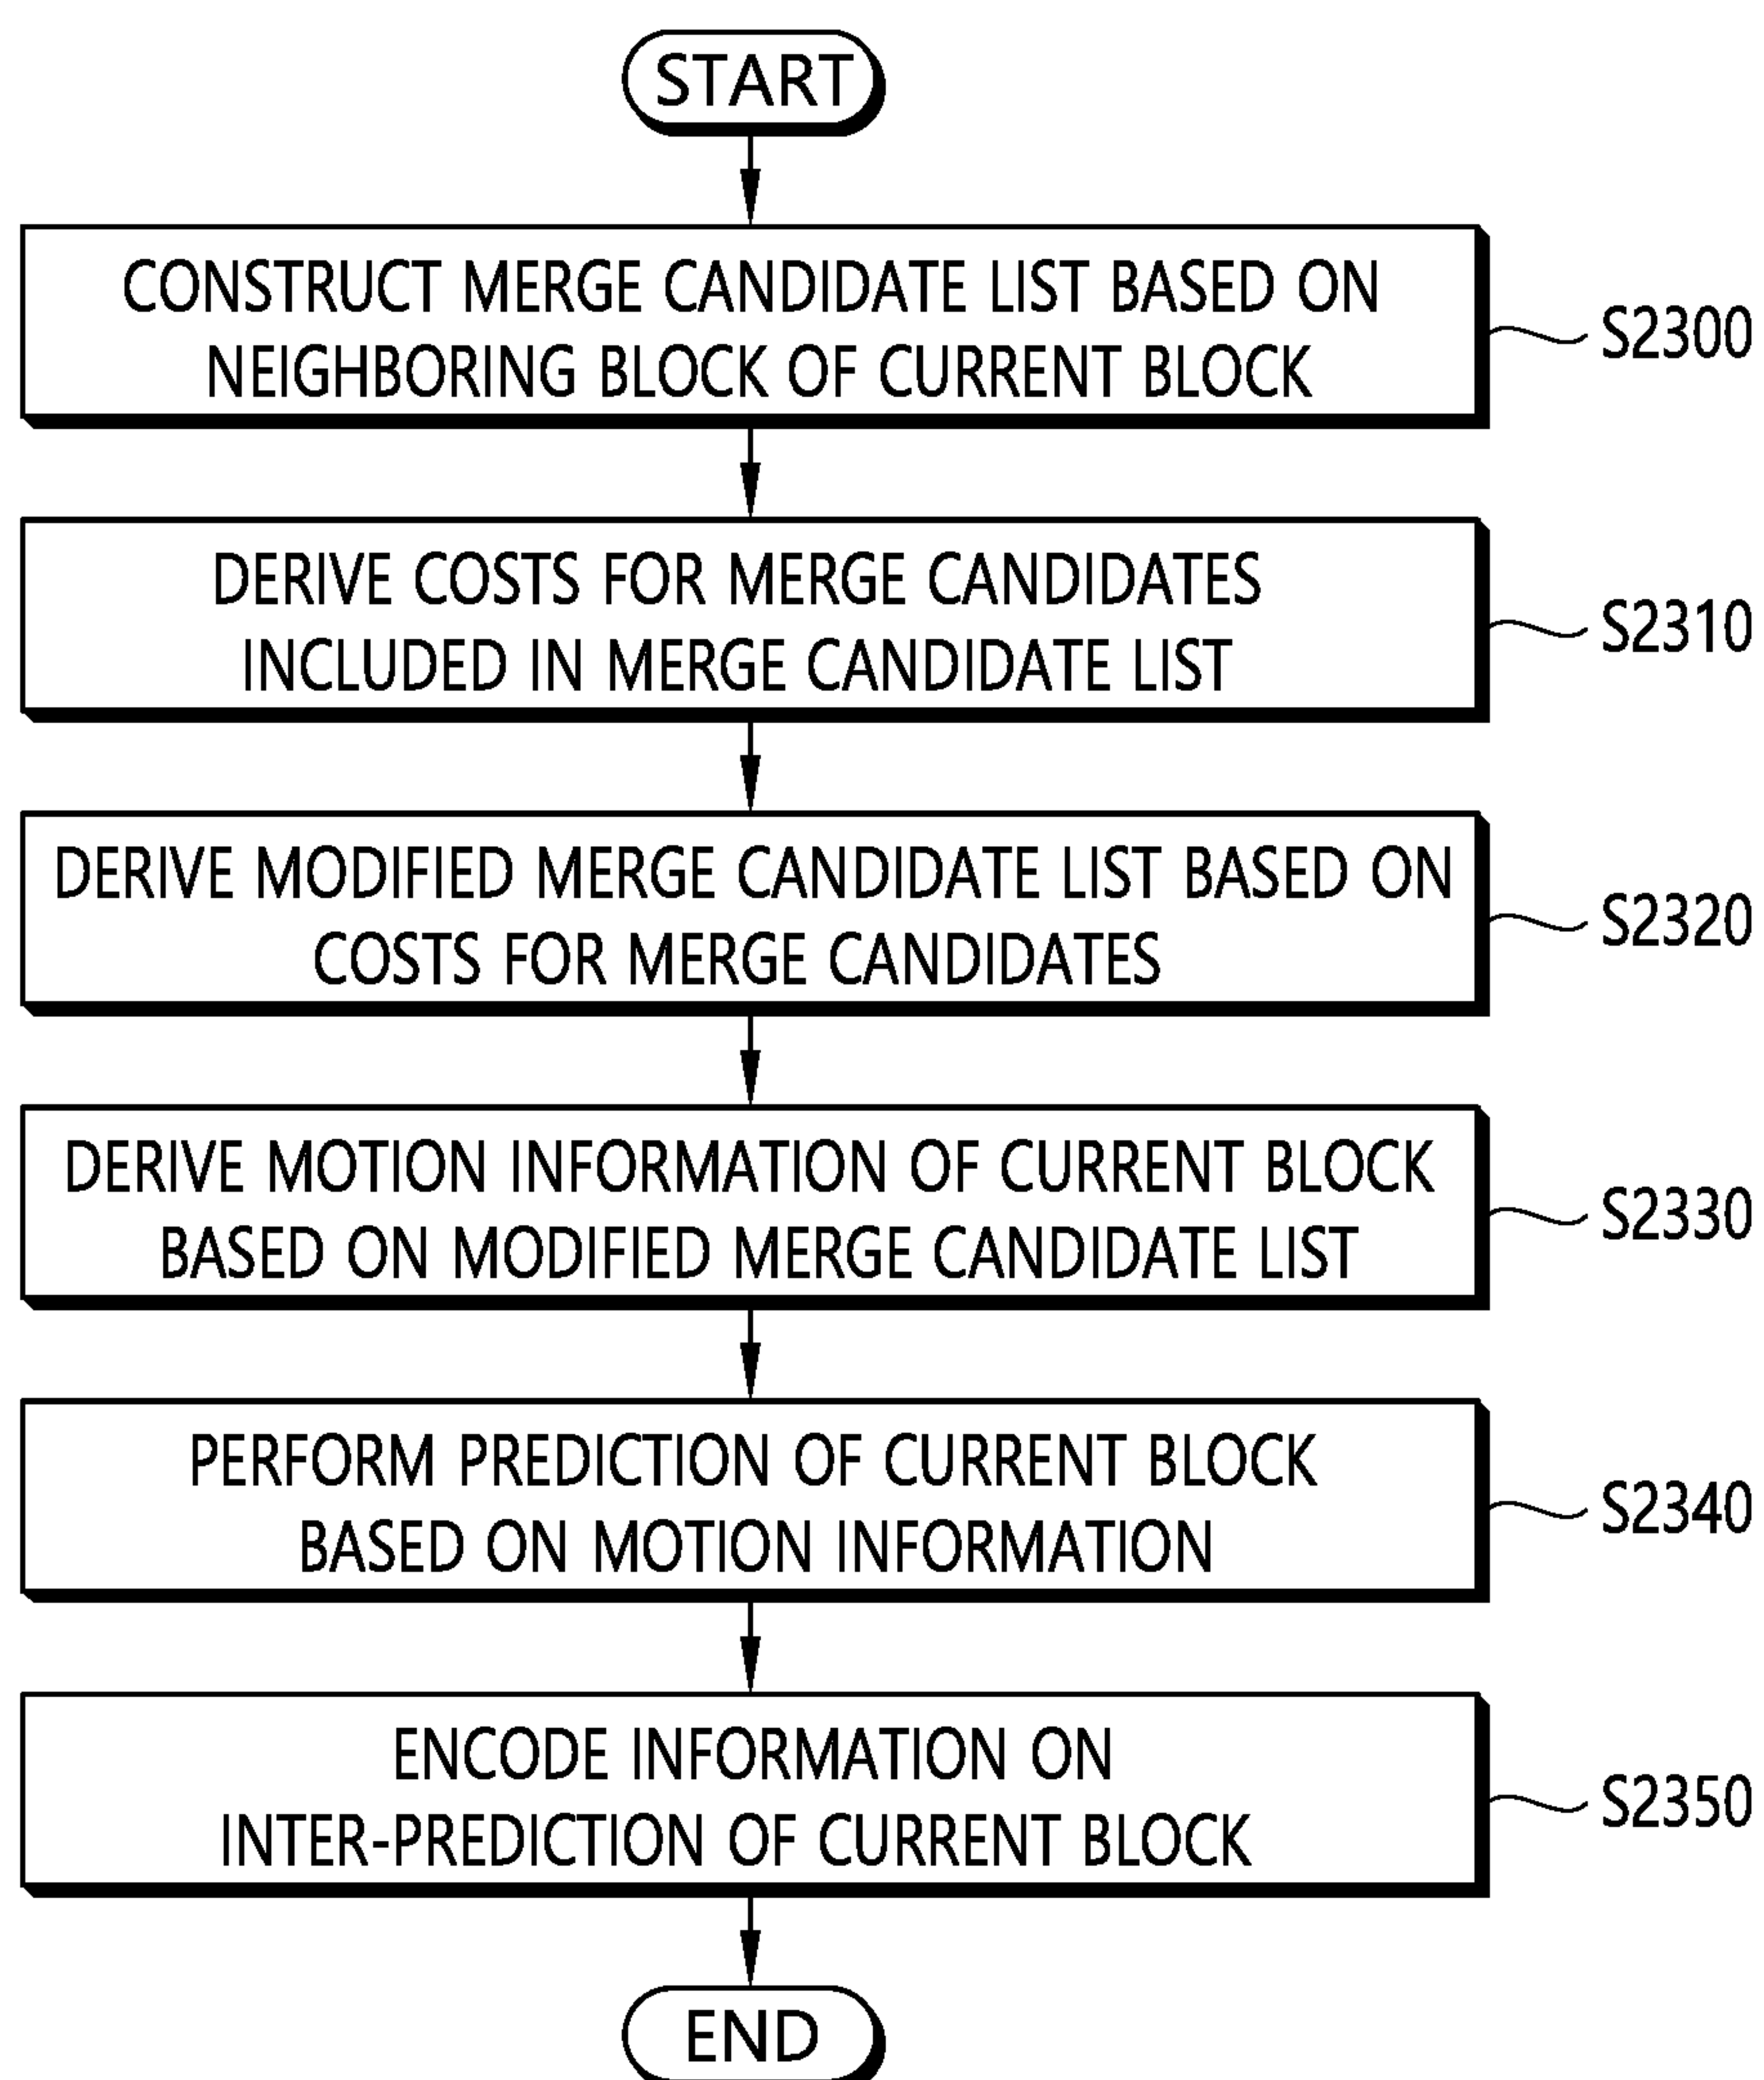 START
CONSTRUCT MERGE CANDIDATE LIST BASED ON
NEIGHBORING BLOCK OF CURRENT BLOCK
S2300
DERIVE COSTS FOR MERGE CANDIDATES
INCLUDED IN MERGE CANDIDATE LIST
S2310
DERIVE MODIFIED MERGE CANDIDATE LIST BASED ON
COSTS FOR MERGE CANDIDATES
S2320
DERIVE MOTION INFORMATION OF CURRENT BLOCK
BASED ON MODIFIED MERGE CANDIDATE LIST
S2330
PERFORM PREDICTION OF CURRENT BLOCK
BASED ON MOTION INFORMATION
S2340
ENCODE INFORMATION ON
INTER-PREDICTION OF CURRENT BLOCK
S2350
END